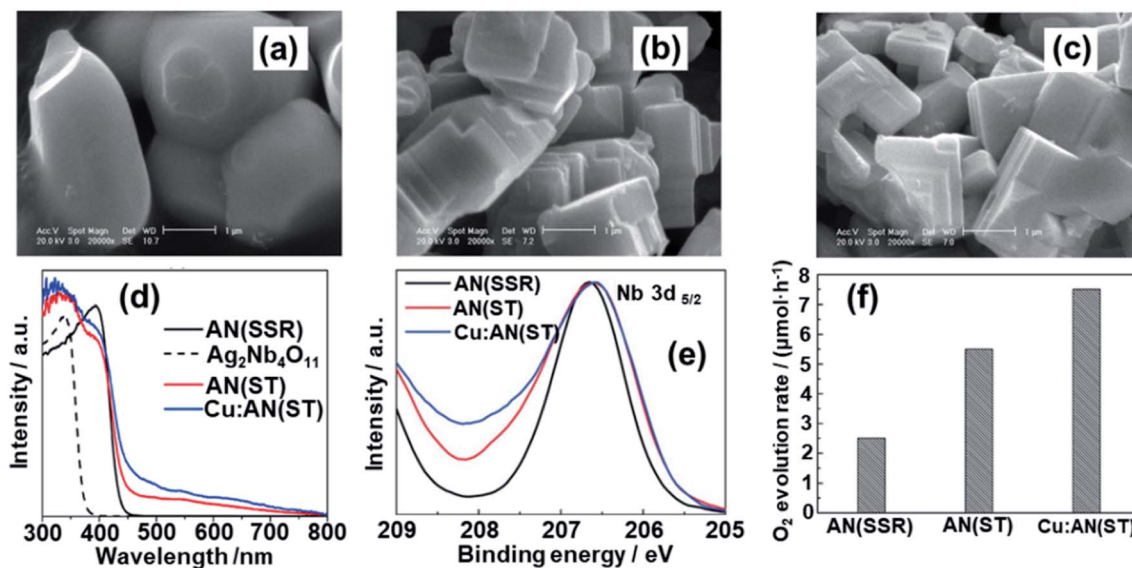 (a)
Acc.V Spot Magn Det WD 1 µm
20.0 kV 3.0 20000x SE 10.7
(b)
Acc.V Spot Magn Det WD 1 µm
20.0 kV 3.0 20000x SE 7.2
(c)
Acc.V Spot Magn Det WD 1 µm
20.0 kV 3.0 20000x SE 7.0
(d)
AN(SSR)
Ag₂Nb₄O₁₁
AN(ST)
Cu:AN(ST)
Intensity / a.u.
300 400 500 600 700 800
Wavelength /nm
AN(SSR)
AN(ST)
Cu:AN(ST)
Nb 3d 5/2
(e)
Intensity / a.u.
209 208 207 206 205
Binding energy / eV
(f)
O₂ evolution rate / (µmol·h⁻¹)
8
7
6
5
4
3
2
1
0
AN(SSR) AN(ST) Cu:AN(ST)